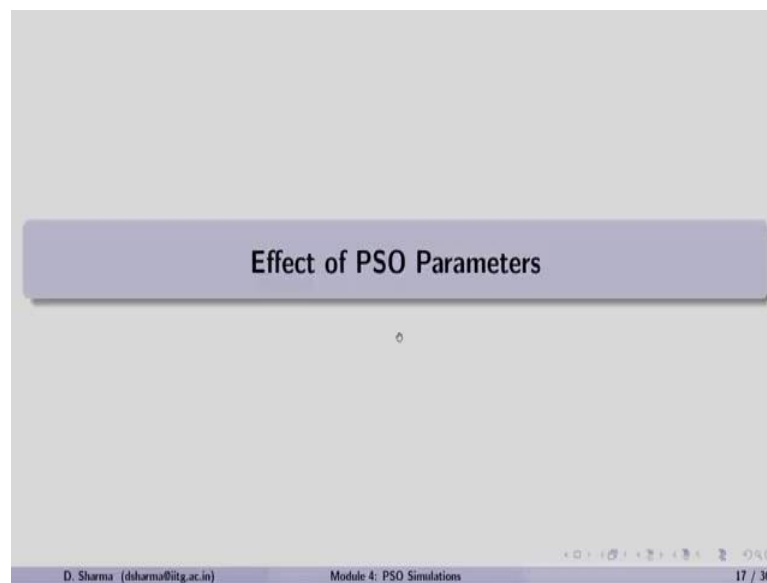 Effect of PSO Parameters
D. Sharma (dsharma@iitg.ac.in) Module 4: PSO Simulations 17 / 30